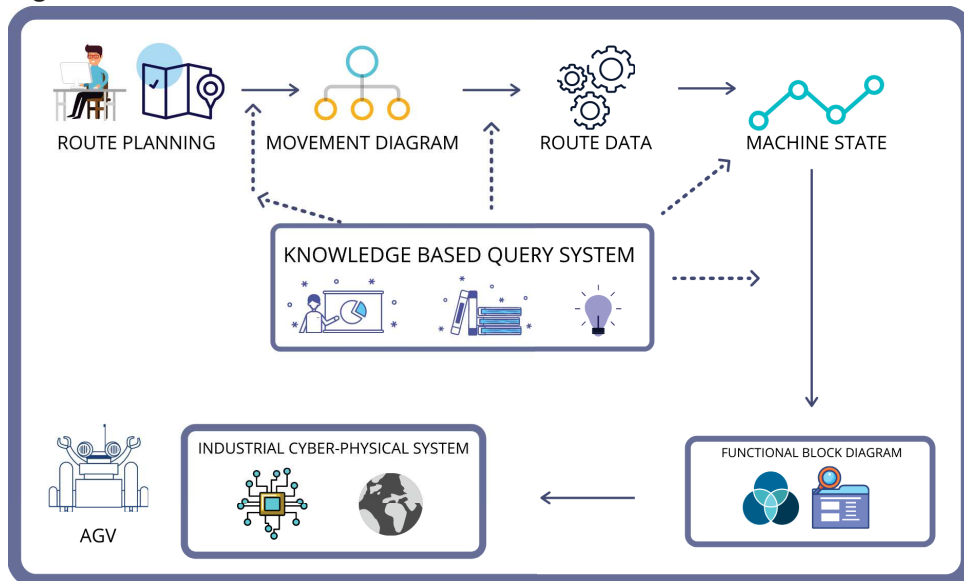 ROUTE PLANNING
MOVEMENT DIAGRAM
ROUTE DATA
MACHINE STATE
KNOWLEDGE BASED QUERY SYSTEM
INDUSTRIAL CYBER-PHYSICAL SYSTEM
FUNCTIONAL BLOCK DIAGRAM
AGV